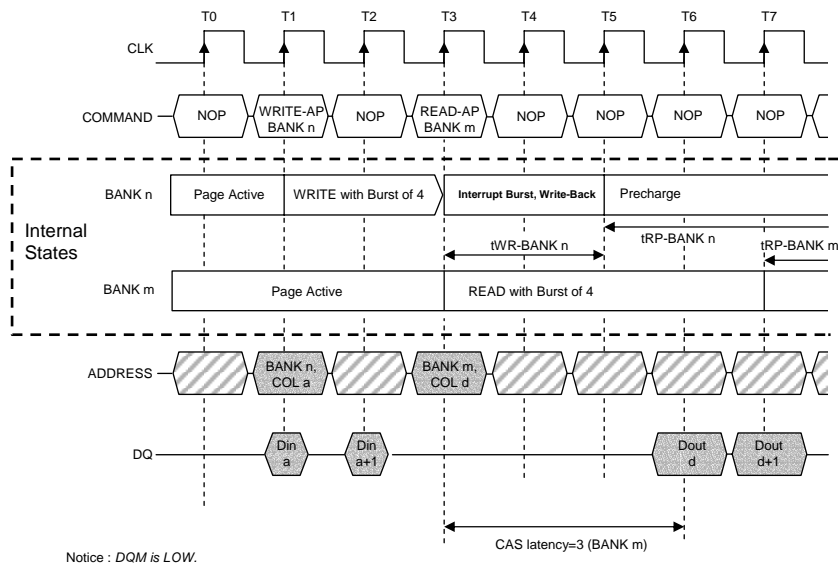 T0 T1 T2 T3 T4 T5 T6 T7
CLK
COMMAND NOP WRITE-AP BANK n NOP READ-AP BANK m NOP NOP NOP NOP
Internal States
BANK n Page Active WRITE with Burst of 4 Interrupt Burst, Write-Back Precharge
tWR-BANK n tRP-BANK n tRP-BANK m
BANK m Page Active READ with Burst of 4
ADDRESS BANK n, COL a BANK m, COL d
DQ Din a Din a+1 Dout d Dout d+1
CAS latency=3 (BANK m)
Notice : DQM is LOW.